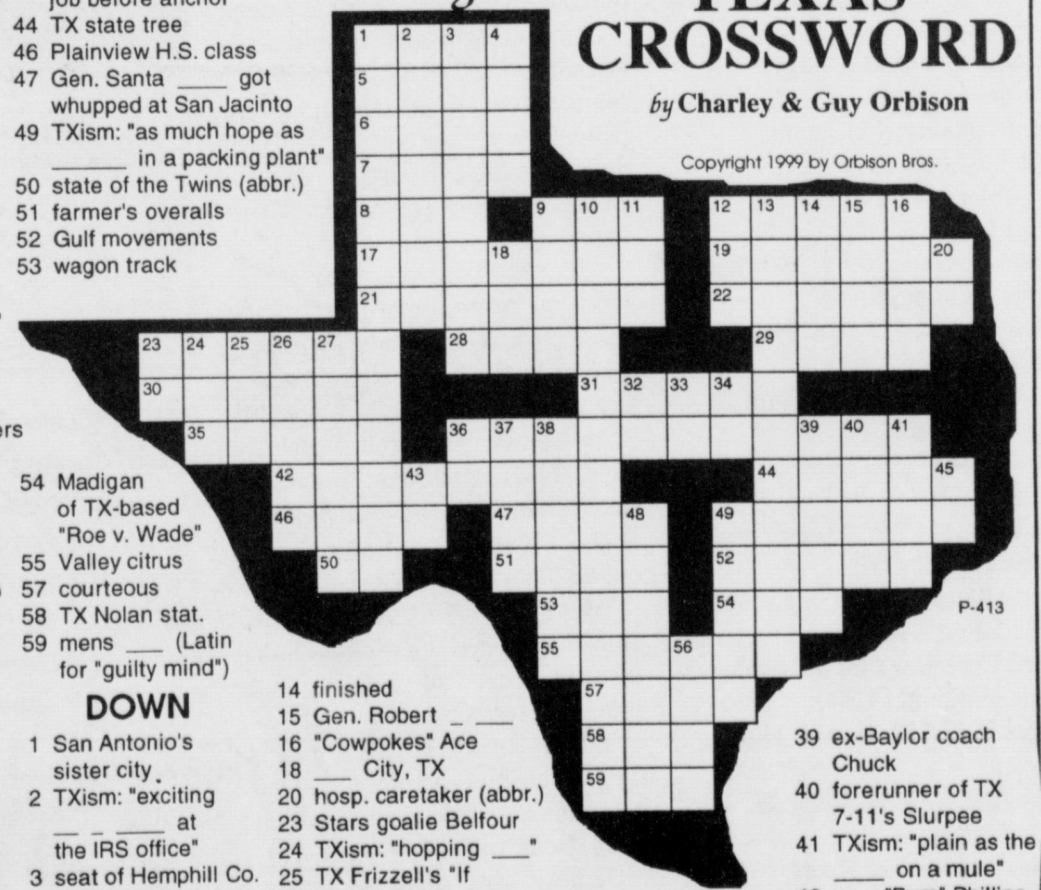 job before anchor
44 TX state tree
46 Plainview H.S. class
47 Gen. Santa ____ got
whupped at San Jacinto
49 TXism: "as much hope as
______ in a packing plant"
50 state of the Twins (abbr.)
51 farmer's overalls
52 Gulf movements
53 wagon track
ers
54 Madigan
of TX-based
"Roe v. Wade"
55 Valley citrus
57 courteous
58 TX Nolan stat.
59 mens ___ (Latin
for "guilty mind")
DOWN
1 San Antonio's
sister city
2 TXism: "exciting
__ _ ____ at
the IRS office"
3 seat of Hemphill Co.
14 finished
15 Gen. Robert _ ___
16 "Cowpokes" Ace
18 ___ City, TX
20 hosp. caretaker (abbr.)
23 Stars goalie Belfour
24 TXism: "hopping ___"
25 TX Frizzell's "If
39 ex-Baylor coach
Chuck
40 forerunner of TX
7-11's Slurpee
41 TXism: "plain as the
____ on a mule"
TEXAS
CROSSWORD
by Charley & Guy Orbison
Copyright 1999 by Orbison Bros.
1 2 3 4
5
6
7
8 9 10 11 12 13 14 15 16
17 18 19 20
21 22
23 24 25 26 27 28 29
30 31 32 33 34
35 36 37 38 39 40 41
42 43 44 45
46 47 48 49
50 51 52
53 54
P-413
55 56
57
58
59